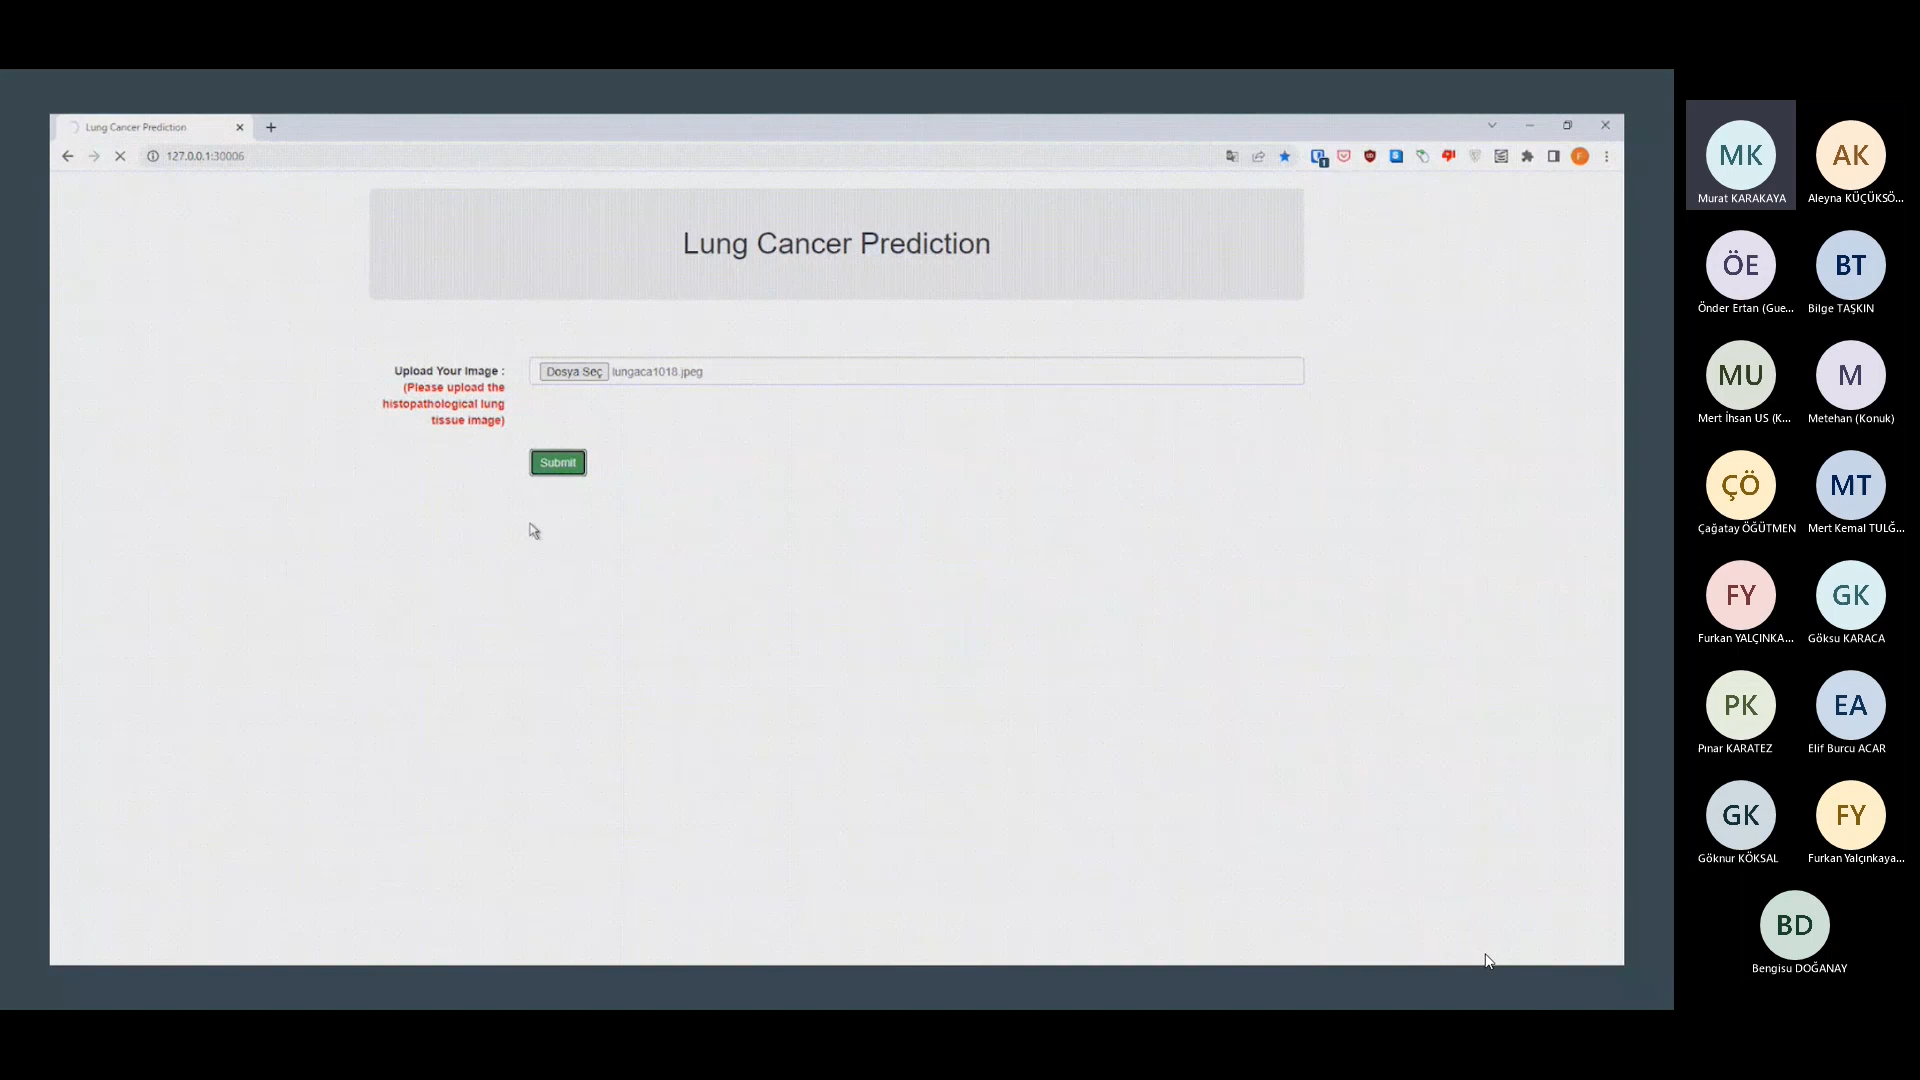 Lung Cancer Prediction
127.0.0.1:30006
Lung Cancer Prediction
Upload Your Image :
(Please upload the
histopathological lung
tissue image)
Dosya Seç lungaca1018.jpeg
Submit
MK
Murat KARAKAYA
AK
Aleyna KÜÇÜKSÖ...
ÖE
Önder Ertan (Gue...
BT
Bilge TAŞKIN
MU
Mert İhsan US (K...
M
Metehan (Konuk)
ÇÖ
Çağatay ÖĞÜTMEN
MT
Mert Kemal TULĞ...
FY
Furkan YALÇINKA...
GK
Göksu KARACA
PK
Pınar KARATEZ
EA
Elif Burcu ACAR
GK
Göknur KÖKSAL
FY
Furkan Yalçınkaya...
BD
Bengisu DOĞANAY